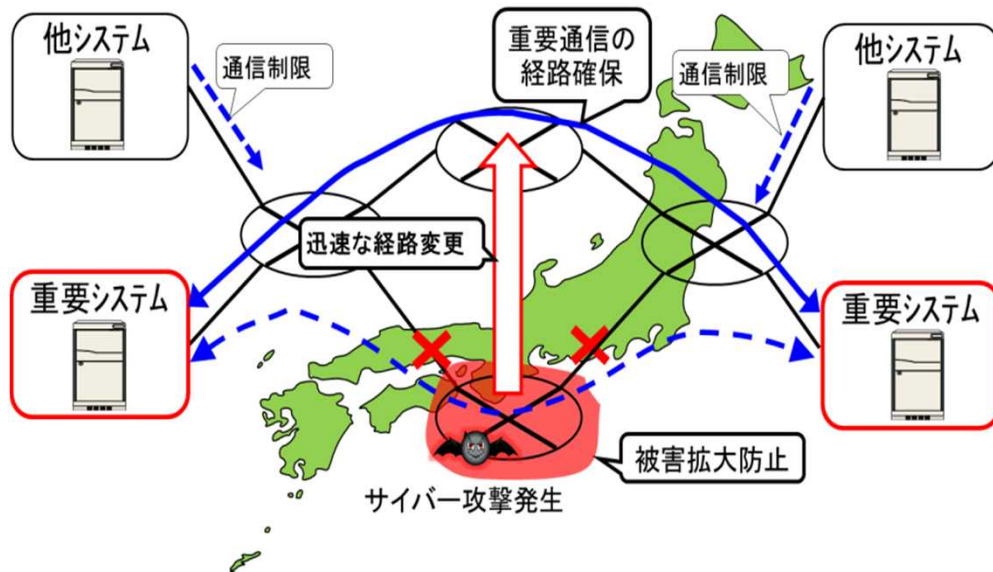 他システム
通信制限
重要通信の
経路確保
通信制限
他システム
迅速な経路変更
重要システム
重要システム
被害拡大防止
サイバー攻撃発生